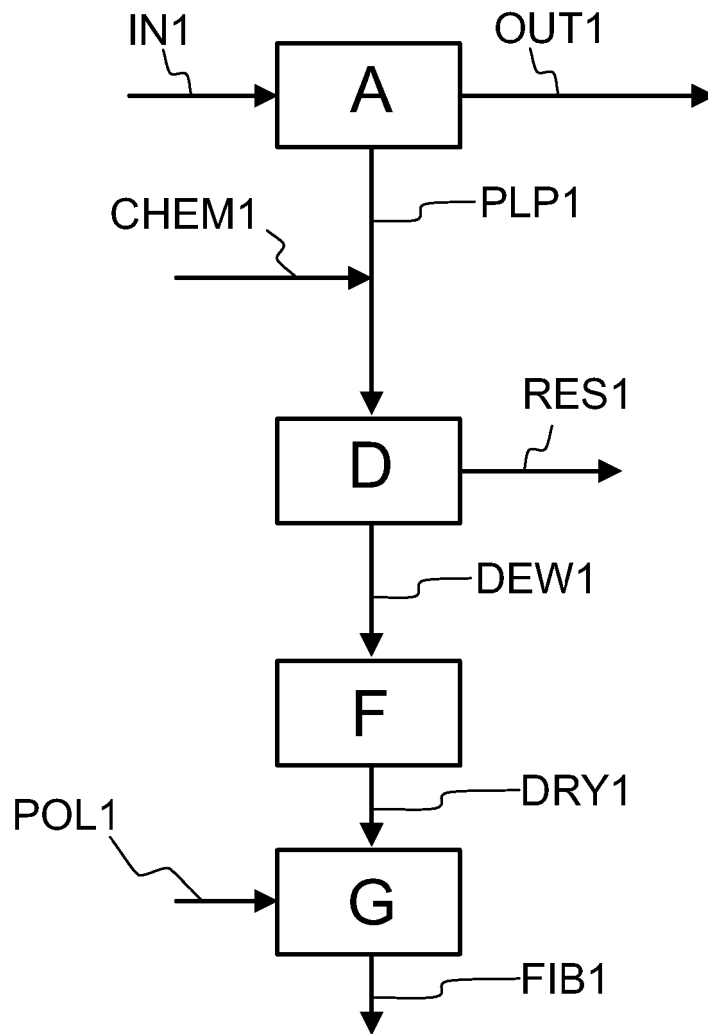 IN1
OUT1
A
PLP1
CHEM1
RES1
D
DEW1
F
DRY1
POL1
G
FIB1